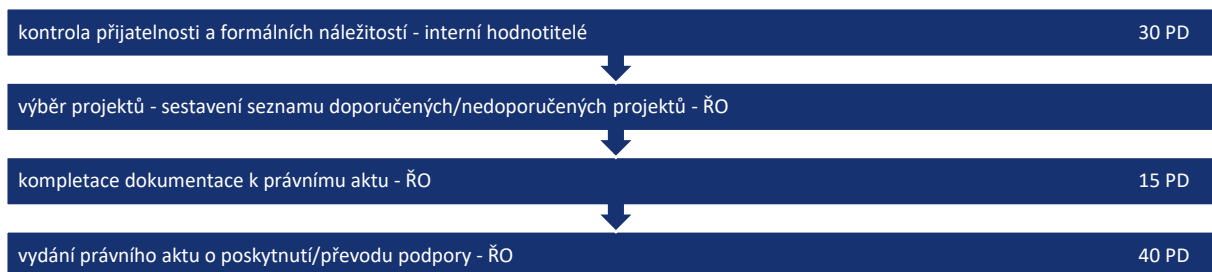 kontrola přijatelnosti a formálních náležitostí - interní hodnotitelé 30 PD
výběr projektů - sestavení seznamu doporučených/nedoporučených projektů - ŘO
kompletace dokumentace k právnímu aktu - ŘO 15 PD
vydání právního aktu o poskytnutí/převodu podpory - ŘO 40 PD